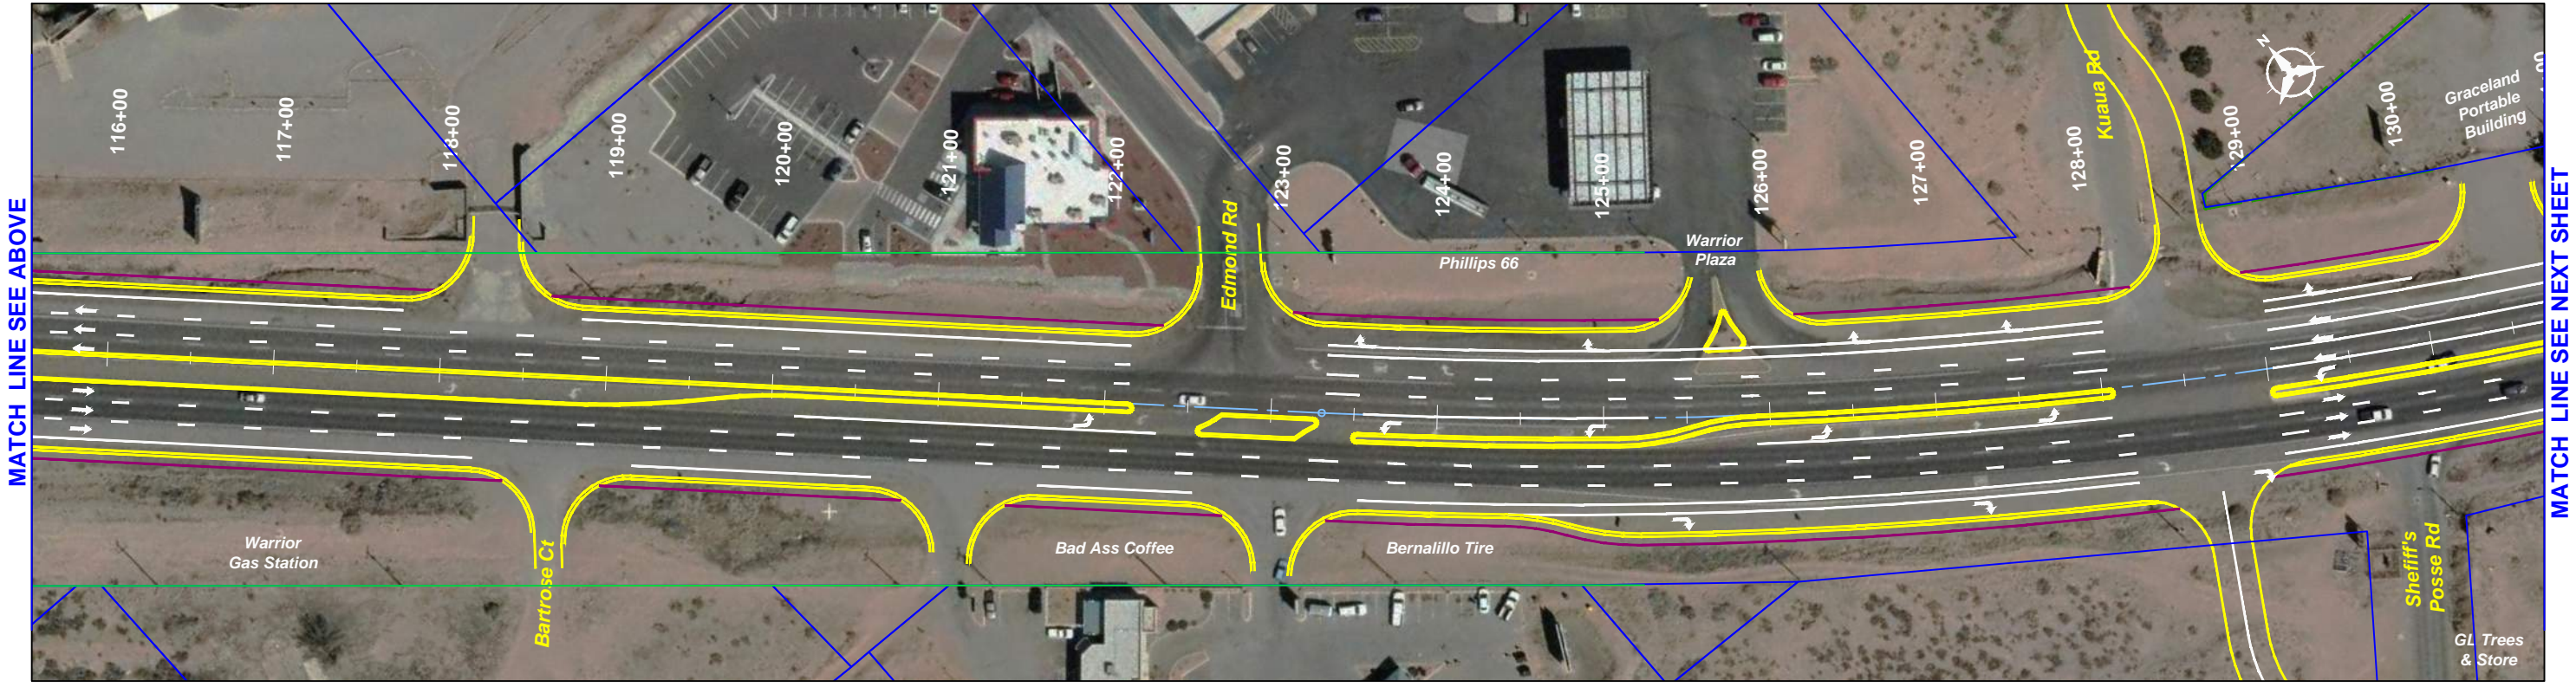 MATCH LINE SEE ABOVE
116+00
117+00
118+00
119+00
120+00
121+00
122+00
123+00
124+00
125+00
126+00
127+00
128+00
129+00
130+00
Edmond Rd
Phillips 66
Warrior
Plaza
Kuaua Rd
N
Graceland
Portable
Building
Warrior
Gas Station
Bartrose Ct
Bad Ass Coffee
Bernalillo Tire
Shefiff's
Posse Rd
GL Trees
& Store
MATCH LINE SEE NEXT SHEET